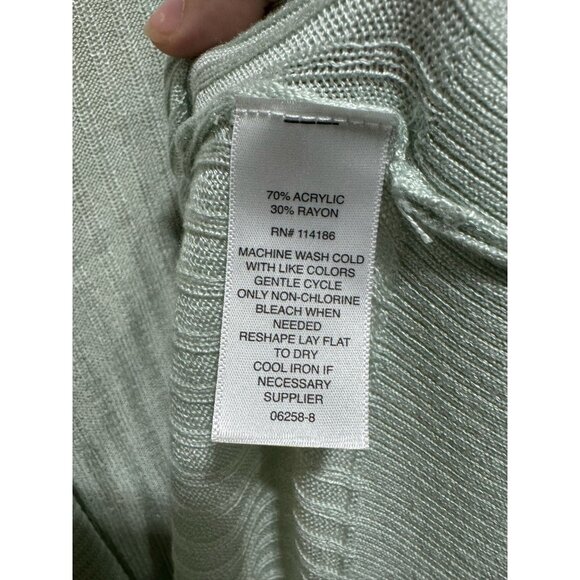 70% ACRYLIC
30% RAYON
RN# 114186
MACHINE WASH COLD
WITH LIKE COLORS
GENTLE CYCLE
ONLY NON-CHLORINE
BLEACH WHEN
NEEDED
RESHAPE LAY FLAT
TO DRY
COOL IRON IF
NECESSARY
SUPPLIER
06258-8